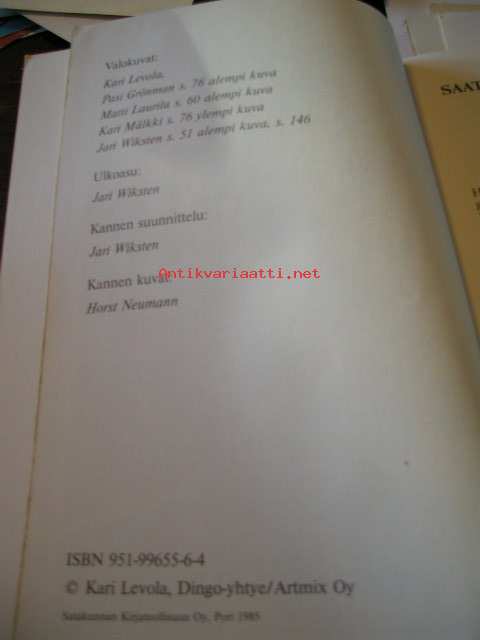 Valokuvat:
Kari Levola,
Pasi Grönman s. 76 alempi kuva
Matti Laurila s. 60 alempi kuva
Kari Mälkki s. 76 ylempi kuva
Jari Wiksten s. 51 alempi kuva, s. 146
Ulkoasu:
Jari Wiksten
Kannen suunnittelu:
Jari Wiksten
Kannen kuvat:
Horst Neumann
Antikvariaatti.net
ISBN 951-99655-6-4
© Kari Levola, Dingo-yhtye/Artmix Oy
Satakunnan Kirjateollisuus Oy, Pori 1985
SAAT